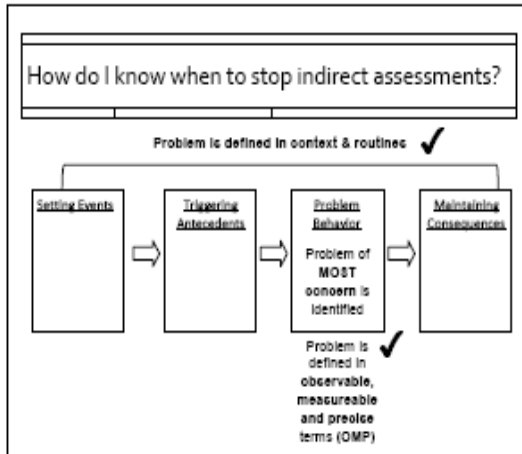 How do I know when to stop indirect assessments?
Problem is defined in context & routines
Setting Events
Triggering
Antecedents
Problem
Behavior
Problem of
MOST
concern is
identified
Maintaining
Consequences
Problem is
defined in
observable,
measureable
and precise
terms (OMP)